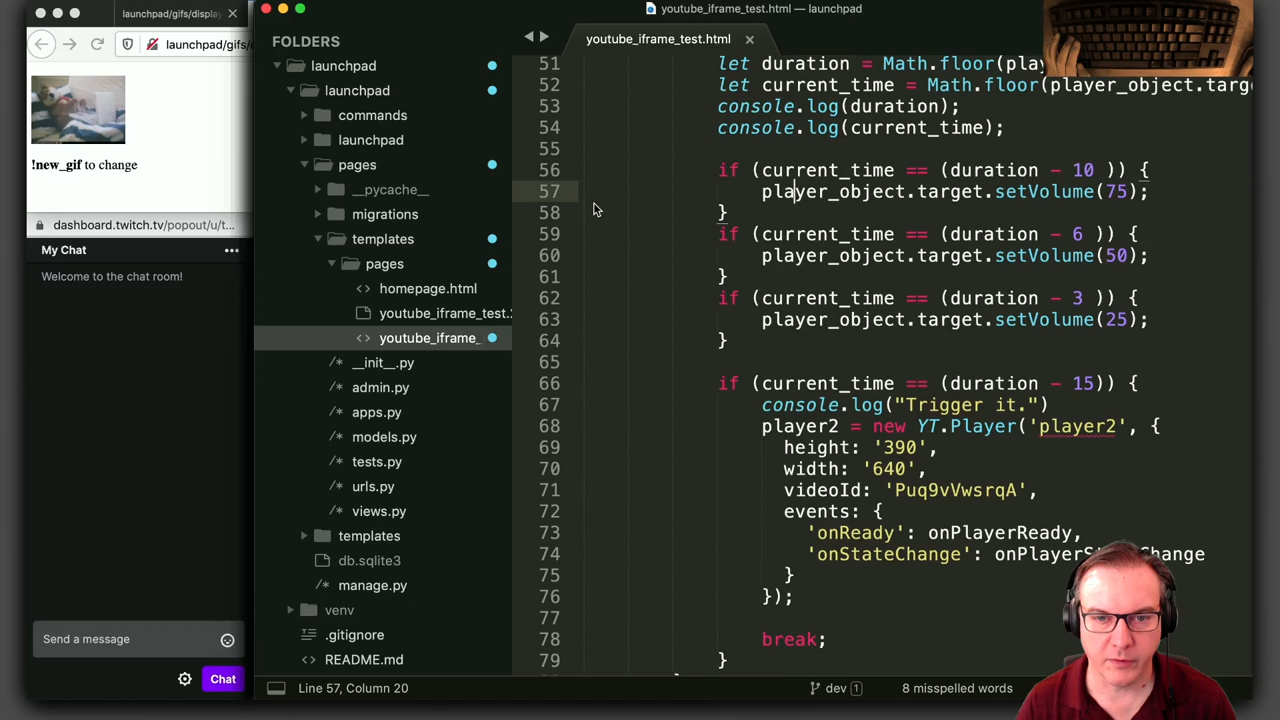 launchpad/gifs/displa
launchpad/gifs/d
!new_gif to change
dashboard.twitch.tv/popout/u/t...
My Chat
Welcome to the chat room!
Send a message
Chat
youtube_iframe_test.html — launchpad
FOLDERS
launchpad
launchpad
commands
launchpad
pages
__pycache__
migrations
templates
pages
homepage.html
youtube_iframe_test.
youtube_iframe_
__init__.py
admin.py
apps.py
models.py
tests.py
urls.py
views.py
templates
db.sqlite3
manage.py
venv
.gitignore
README.md
youtube_iframe_test.html
51 let duration = Math.floor(play
52 let current_time = Math.floor(player_object.targe
53 console.log(duration);
54 console.log(current_time);
55
56 if (current_time == (duration - 10 )) {
57 player_object.target.setVolume(75);
58 }
59 if (current_time == (duration - 6 )) {
60 player_object.target.setVolume(50);
61 }
62 if (current_time == (duration - 3 )) {
63 player_object.target.setVolume(25);
64 }
65
66 if (current_time == (duration - 15)) {
67 console.log("Trigger it.")
68 player2 = new YT.Player('player2', {
69 height: '390',
70 width: '640',
71 videoId: 'Puq9vVwsrqA',
72 events: {
73 'onReady': onPlayerReady,
74 'onStateChange': onPlayerS Change
75 }
76 });
77
78 break;
79 }
Line 57, Column 20
dev 1
8 misspelled words